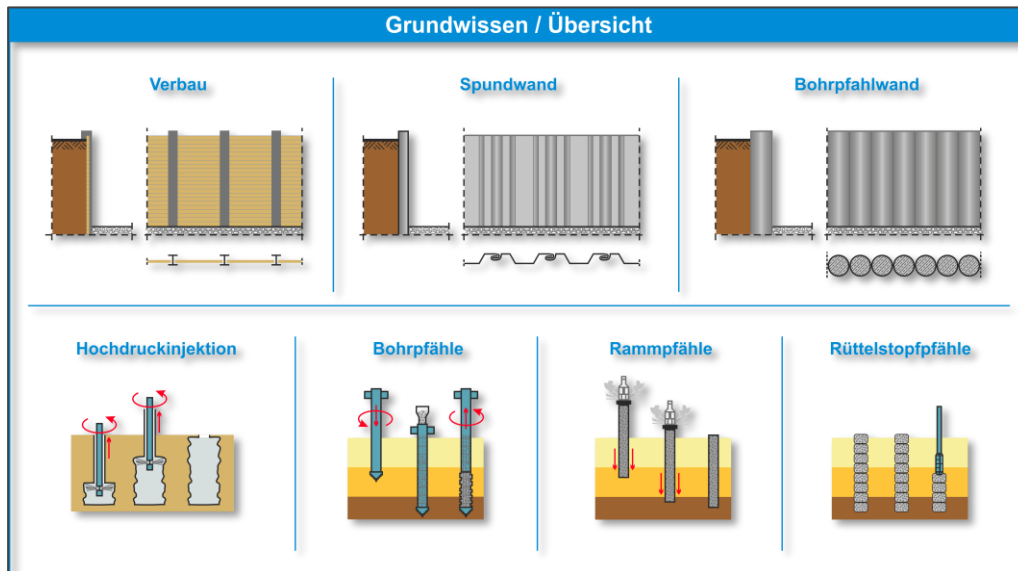 Grundwissen / Übersicht
Verbau
Spundwand
Bohrpfahlwand
Hochdruckinjektion
Bohrpfähle
Rammpfähle
Rüttelstopfpfähle